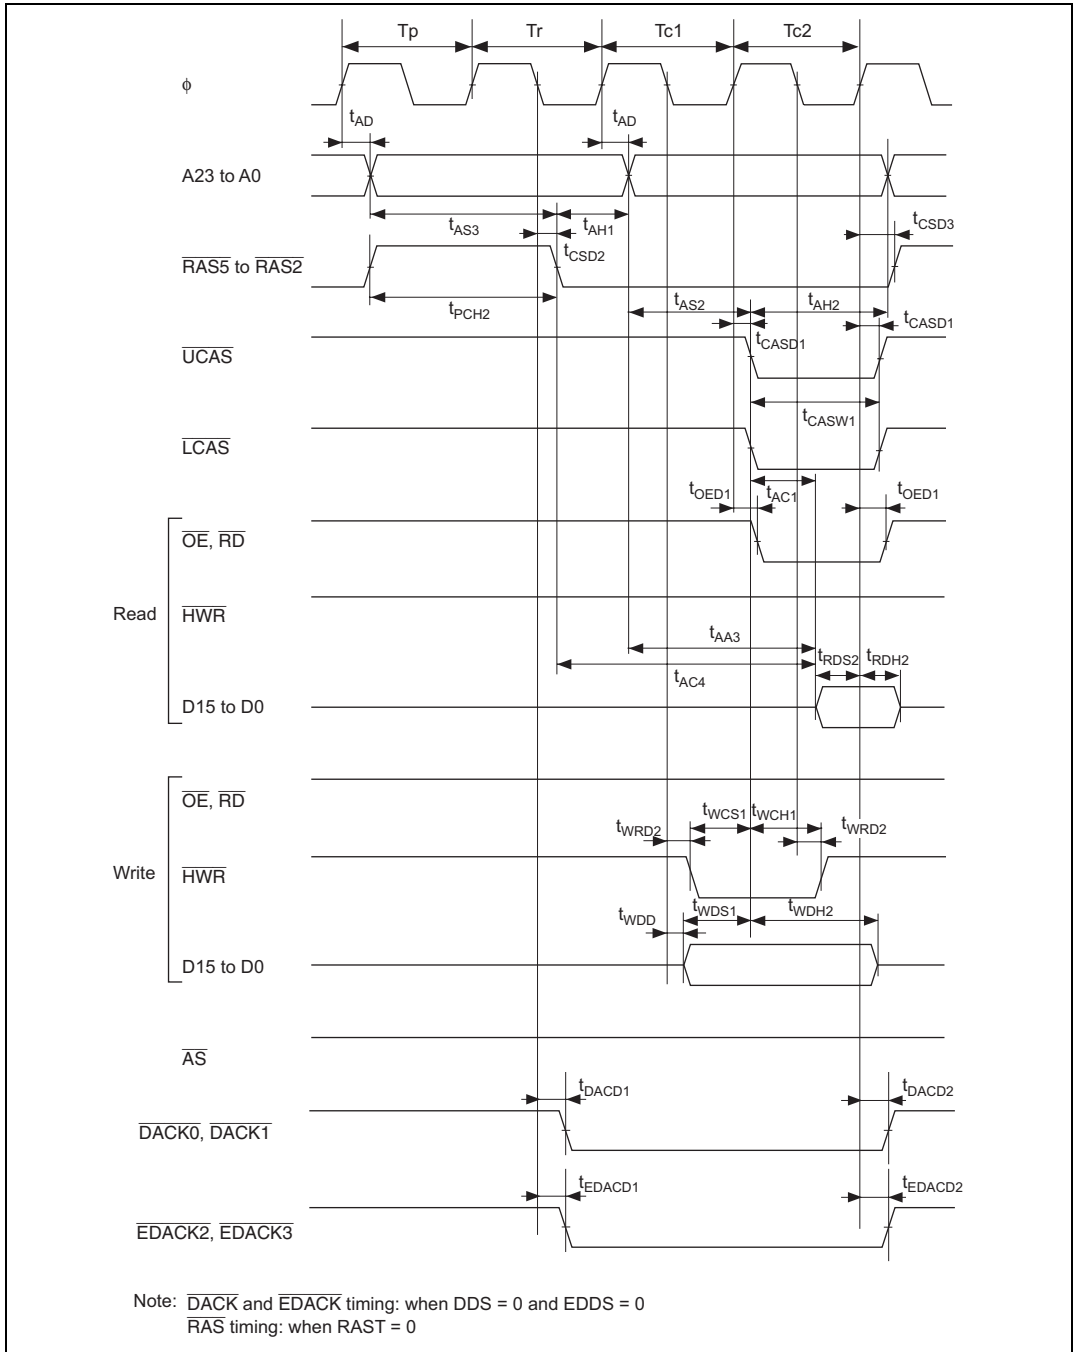 Tp Tr Tc1 Tc2
ϕ
tAD tAD
A23 to A0
tAS3 tAH1 tCSD3
tCSD2
RAS5 to RAS2
tPCH2 tAS2 tAH2
tCASD1 tCASD1
UCAS
tCASW1
LCAS
tOED1 tAC1 tOED1
OE, RD
Read HWR
tAA3
tRDS2 tRDH2
tAC4
D15 to D0
OE, RD
tWCS1 tWCH1
tWRD2 tWRD2
Write HWR
tWDD tWDS1 tWDH2
D15 to D0
AS
tDACD1 tDACD2
DACK0, DACK1
tEDACD1 tEDACD2
EDACK2, EDACK3
Note: DACK and EDACK timing: when DDS = 0 and EDDS = 0
RAS timing: when RAST = 0